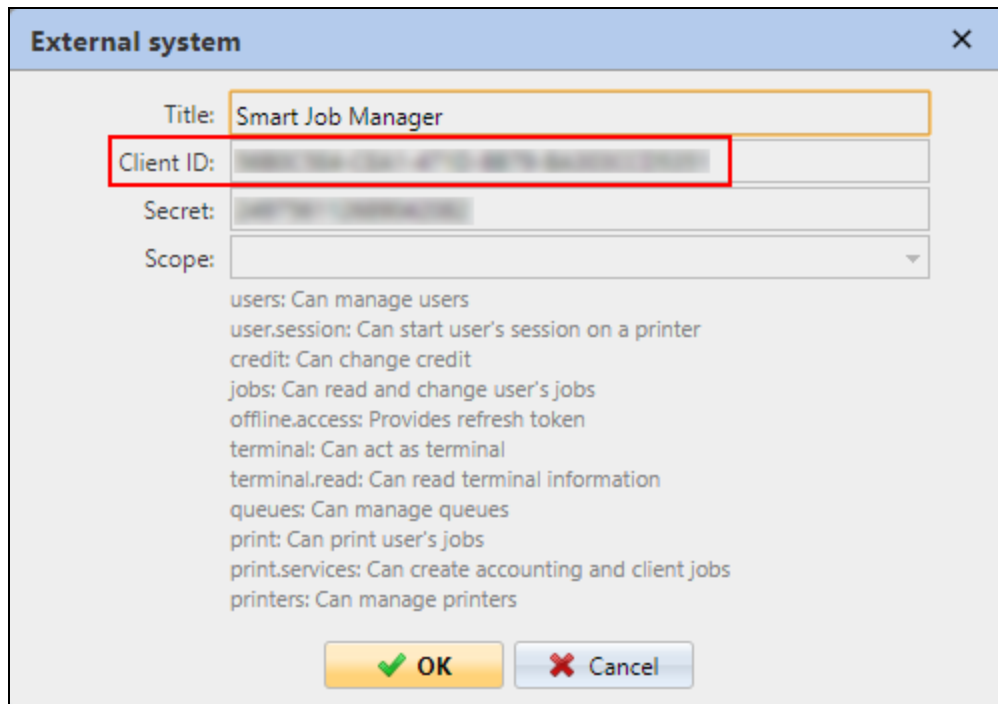 External system
Title: Smart Job Manager
Client ID:
Secret:
Scope:
users: Can manage users
user.session: Can start user's session on a printer
credit: Can change credit
jobs: Can read and change user's jobs
offline.access: Provides refresh token
terminal: Can act as terminal
terminal.read: Can read terminal information
queues: Can manage queues
print: Can print user's jobs
print.services: Can create accounting and client jobs
printers: Can manage printers
OK Cancel